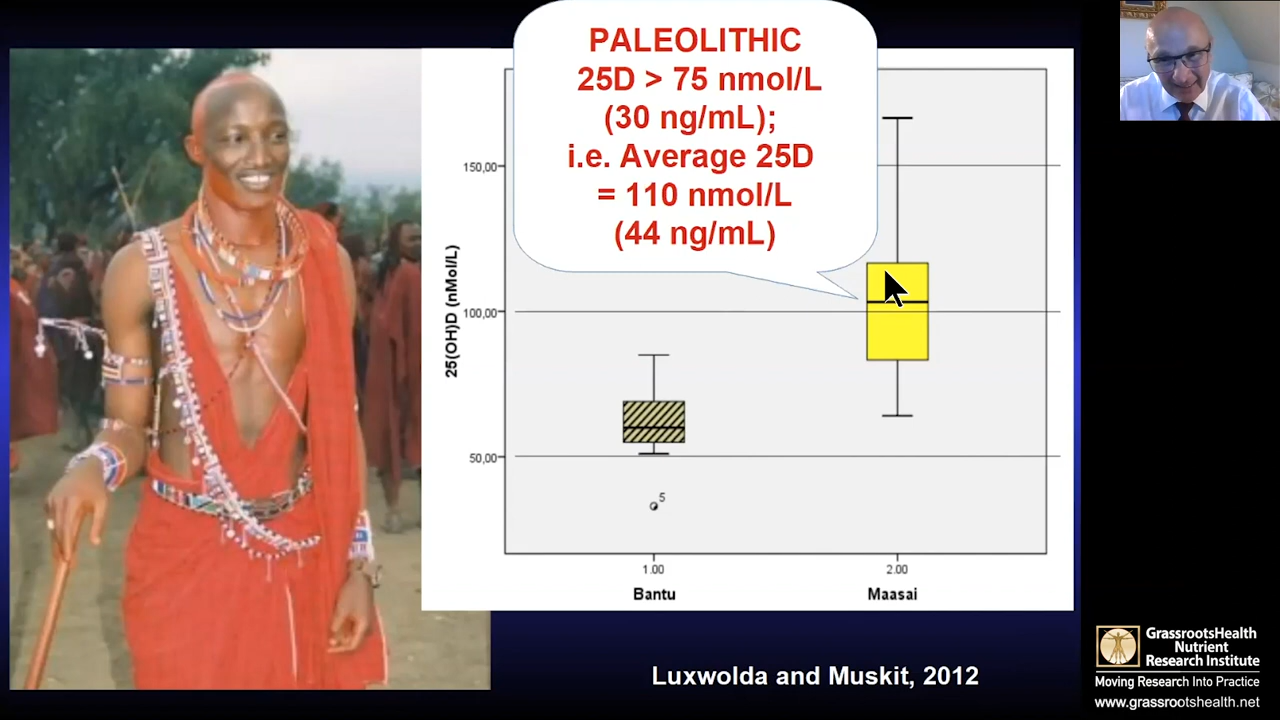 PALEOLITHIC
25D > 75 nmol/L
(30 ng/mL);
i.e. Average 25D
= 110 nmol/L
(44 ng/mL)
150,00
100,00
50,00
25(OH)D (nMol/L)
5
1.00
2.00
Bantu
Maasai
Luxwolda and Muskit, 2012
GrassrootsHealth
Nutrient
Research Institute
Moving Research Into Practice
www.grassrootshealth.net